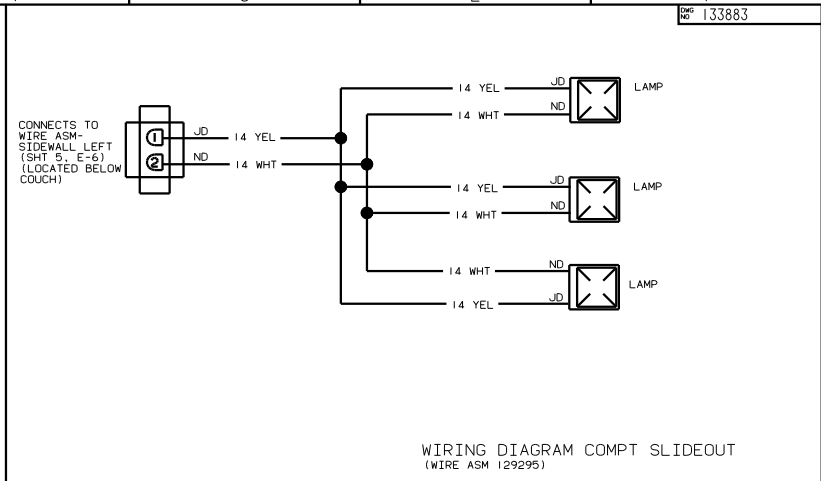 DWG NO 133883
CONNECTS TO
WIRE ASM-
SIDEWALL LEFT
(SHT 5, E-6)
(LOCATED BELOW
COUCH)
1 JD 14 YEL
2 ND 14 WHT
14 YEL JD LAMP
14 WHT ND
14 YEL JD LAMP
14 WHT ND
14 WHT ND LAMP
14 YEL JD
WIRING DIAGRAM COMPT SLIDEOUT
(WIRE ASM 129295)